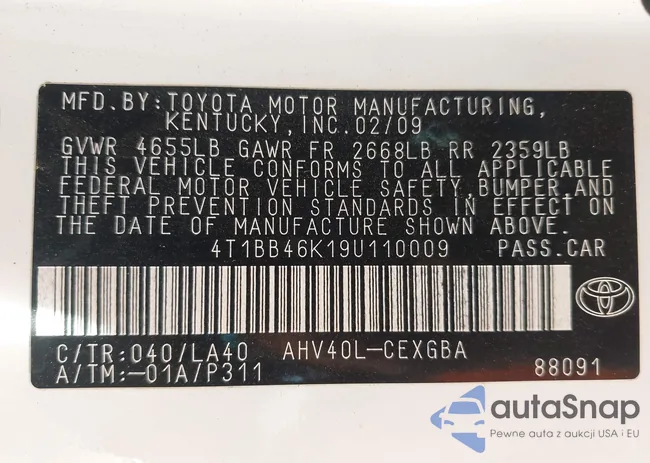 MFD. BY: TOYOTA MOTOR MANUFACTURING,
KENTUCKY, INC. 02/09
GVWR 4655LB GAWR FR 2668LB RR 2359LB
THIS VEHICLE CONFORMS TO ALL APPLICABLE
FEDERAL MOTOR VEHICLE SAFETY, BUMPER, AND
THEFT PREVENTION STANDARDS IN EFFECT ON
THE DATE OF MANUFACTURE SHOWN ABOVE.
4T1BB46K19U110009 PASS.CAR
C/TR: 040/LA40 AHV40L-CEXGBA
A/TM:-01A/P311 88091
autaSnap
Pewne auta z aukcji USA i EU